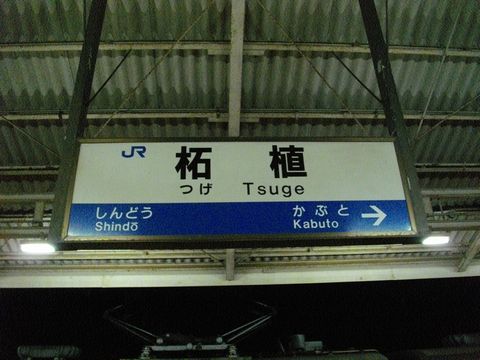 JR 柘植
つげ Tsuge
しんどう かぶと →
Shindō Kabuto